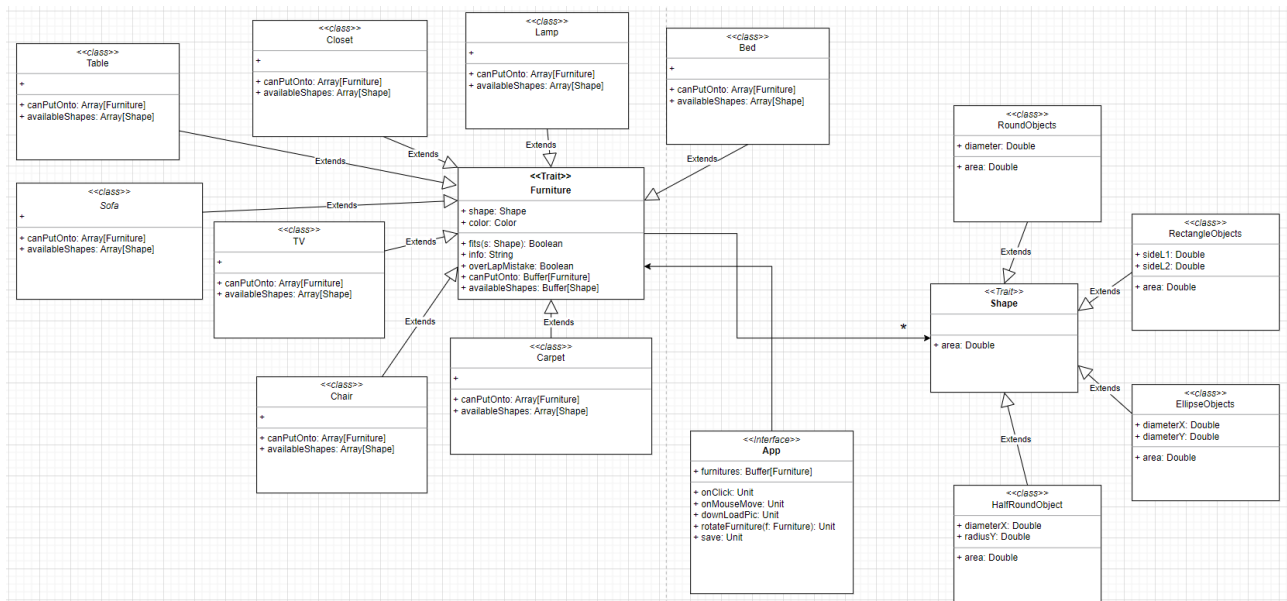 <<class>>
Table
+
+ canPutOnto: Array[Furniture]
+ availableShapes: Array[Shape]
<<class>>
Closet
+
+ canPutOnto: Array[Furniture]
+ availableShapes: Array[Shape]
<<class>>
Lamp
+
+ canPutOnto: Array[Furniture]
+ availableShapes: Array[Shape]
<<class>>
Bed
+
+ canPutOnto: Array[Furniture]
+ availableShapes: Array[Shape]
Extends
Extends
Extends
Extends
<<class>>
Sofa
+
+ canPutOnto: Array[Furniture]
+ availableShapes: Array[Shape]
Extends
<<class>>
TV
+
+ canPutOnto: Array[Furniture]
+ availableShapes: Array[Shape]
Extends
<<Trait>>
Furniture
+ shape: Shape
+ color: Color
+ fits(s: Shape): Boolean
+ info: String
+ overLapMistake: Boolean
+ canPutOnto: Buffer[Furniture]
+ availableShapes: Buffer[Shape]
<<class>>
RoundObjects
+ diameter: Double
+ area: Double
Extends
<<class>>
RectangleObjects
+ sideL1: Double
+ sideL2: Double
+ area: Double
Extends
<<Trait>>
Shape
+ area: Double
*
Extends
Extends
<<class>>
Chair
+
+ canPutOnto: Array[Furniture]
+ availableShapes: Array[Shape]
<<class>>
Carpet
+
+ canPutOnto: Array[Furniture]
+ availableShapes: Array[Shape]
<<Interface>>
App
+ furnitures: Buffer[Furniture]
+ onClick: Unit
+ onMouseMove: Unit
+ downLoadPic: Unit
+ rotateFurniture(f: Furniture): Unit
+ save: Unit
Extends
<<class>>
EllipseObjects
+ diameterX: Double
+ diameterY: Double
+ area: Double
Extends
<<class>>
HalfRoundObject
+ diameterX: Double
+ radiusY: Double
+ area: Double